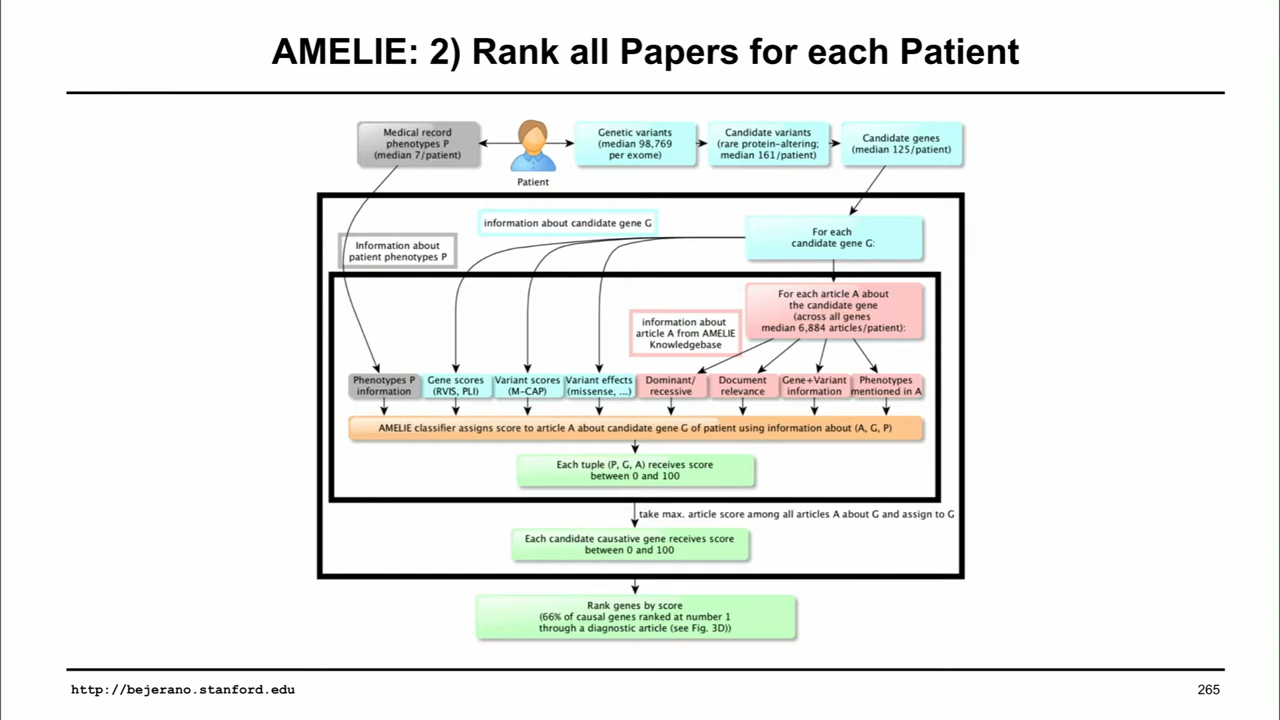 AMELIE: 2) Rank all Papers for each Patient
Medical record
phenotypes P
(median 7/patient)
Patient
Genetic variants
(median 98,769
per exome)
Candidate variants
(rare protein-altering;
median 161/patient)
Candidate genes
(median 125/patient)
information about candidate gene G
For each
candidate gene G:
Information about
patient phenotypes P
For each article A about
the candidate gene
(across all genes
median 6,884 articles/patient):
information about
article A from AMELIE
Knowledgebase
Phenotypes P
information
Gene scores
(RVIS, PLI)
Variant scores
(M-CAP)
Variant effects
(missense, ...)
Dominant/
recessive
Document
relevance
Gene+Variant
information
Phenotypes
mentioned in A
AMELIE classifier assigns score to article A about candidate gene G of patient using information about (A, G, P)
Each tuple (P, G, A) receives score
between 0 and 100
take max. article score among all articles A about G and assign to G
Each candidate causative gene receives score
between 0 and 100
Rank genes by score
(66% of causal genes ranked at number 1
through a diagnostic article (see Fig. 3D))
http://bejerano.stanford.edu
265